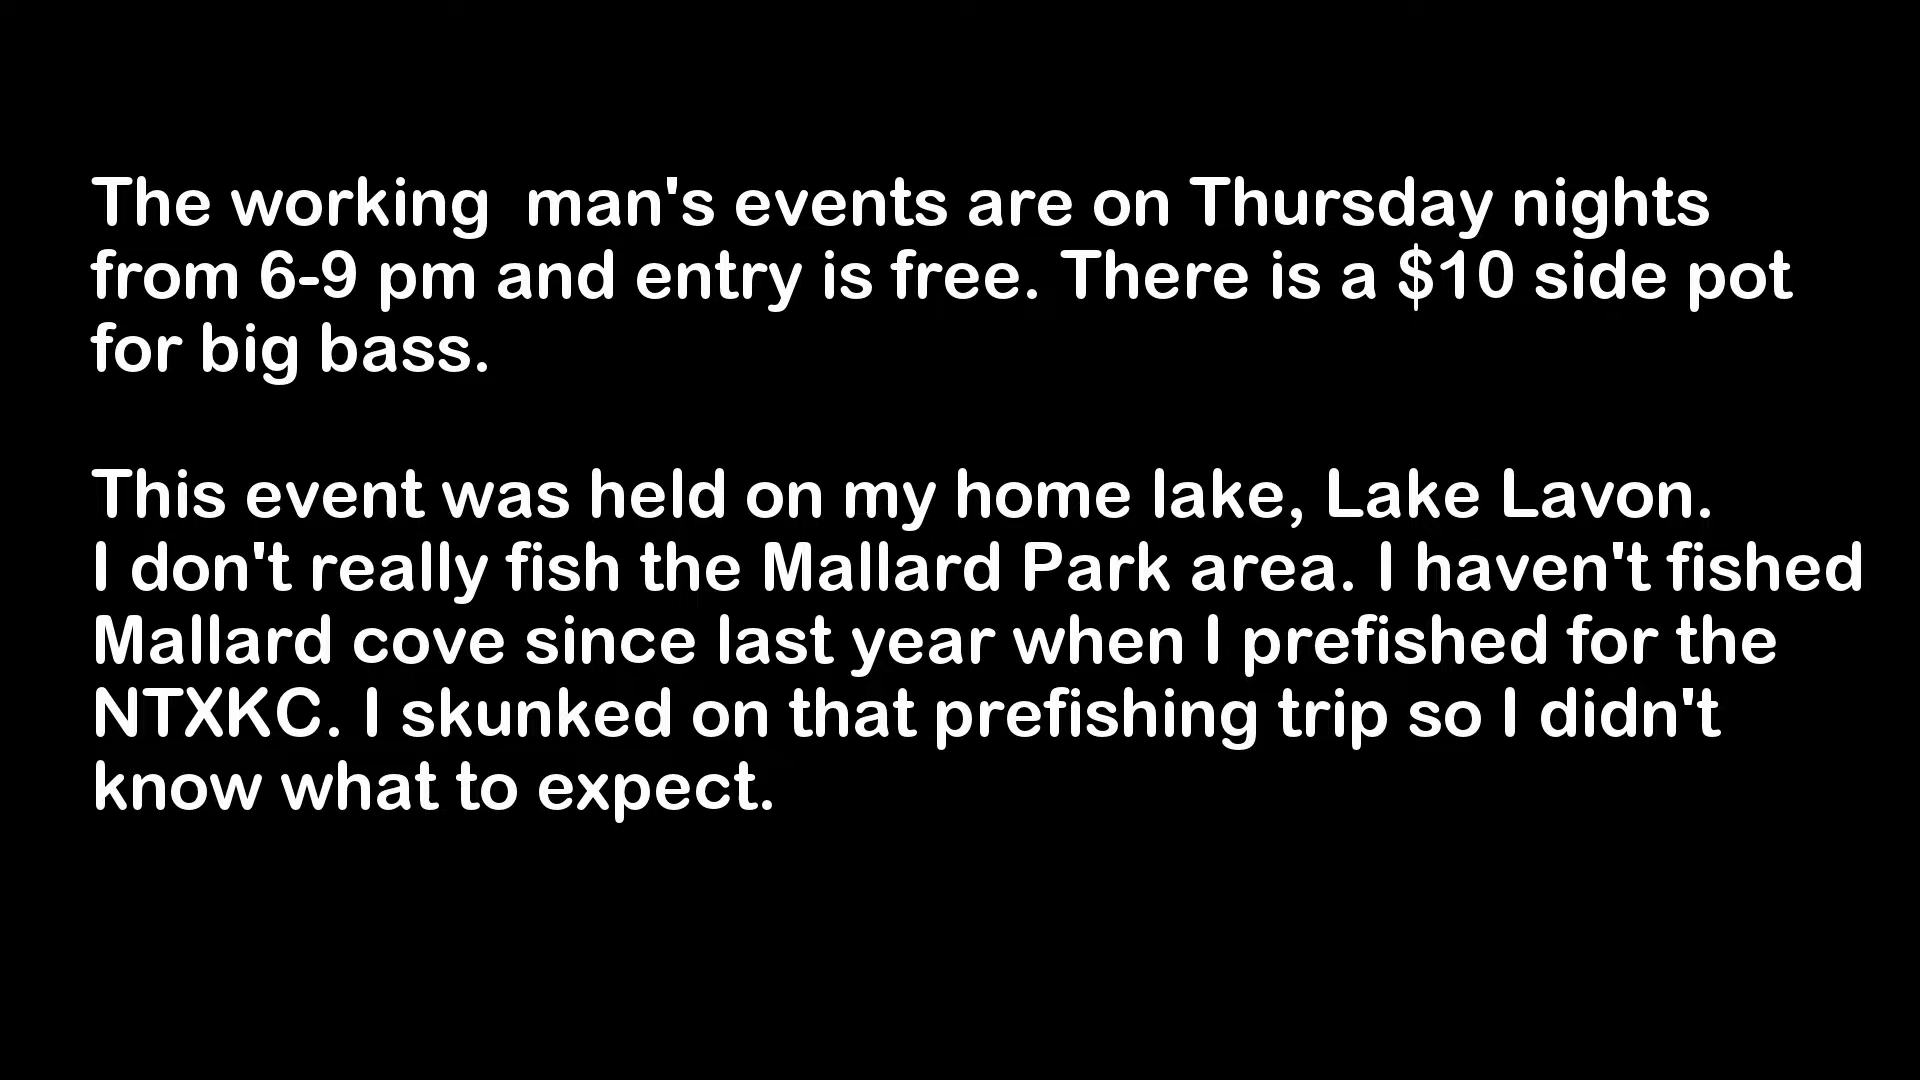 The working  man's events are on Thursday nights
from 6-9 pm and entry is free. There is a $10 side pot
for big bass.
This event was held on my home lake, Lake Lavon.
I don't really fish the Mallard Park area. I haven't fished
Mallard cove since last year when I prefished for the
NTXKC. I skunked on that prefishing trip so I didn't
know what to expect.